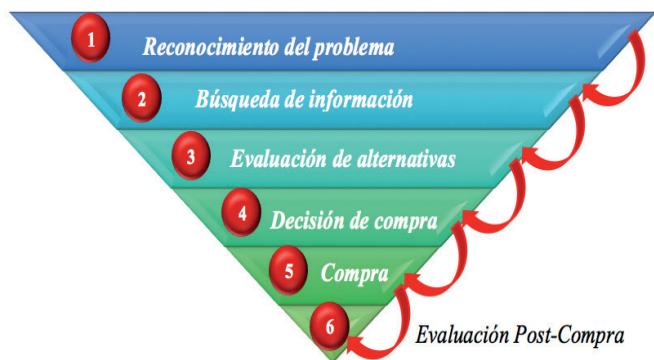 1 Reconocimiento del problema
2 Búsqueda de información
3 Evaluación de alternativas
4 Decisión de compra
5 Compra
6 Evaluación Post-Compra